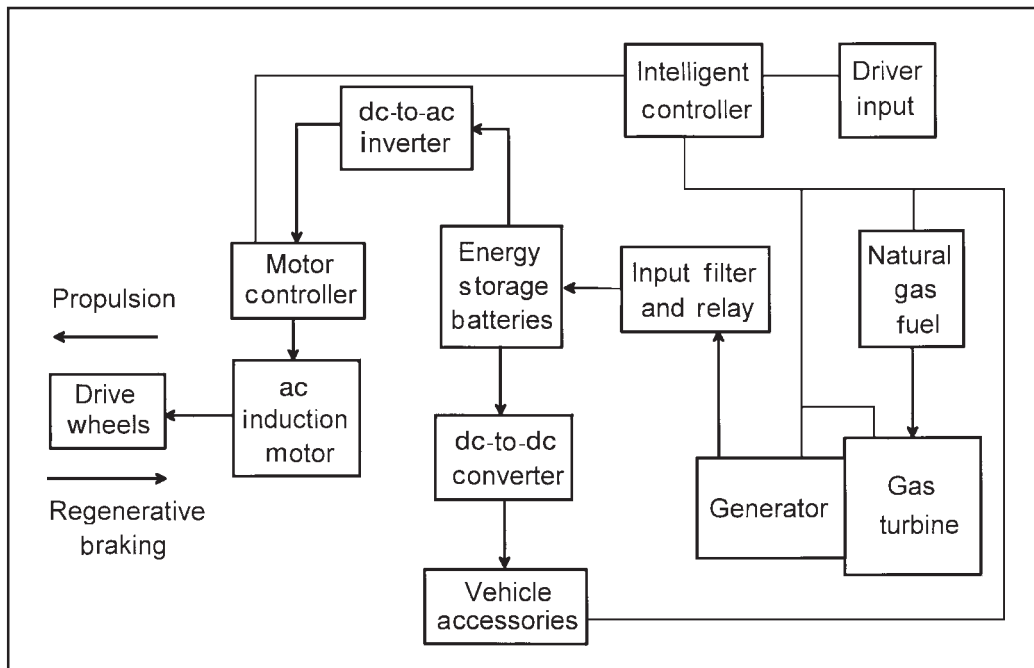 Intelligent
controller
Driver
input
dc-to-ac
inverter
Motor
controller
Energy
storage
batteries
Input filter
and relay
Natural
gas
fuel
Propulsion
Drive
wheels
ac
induction
motor
dc-to-dc
converter
Generator
Gas
turbine
Regenerative
braking
Vehicle
accessories